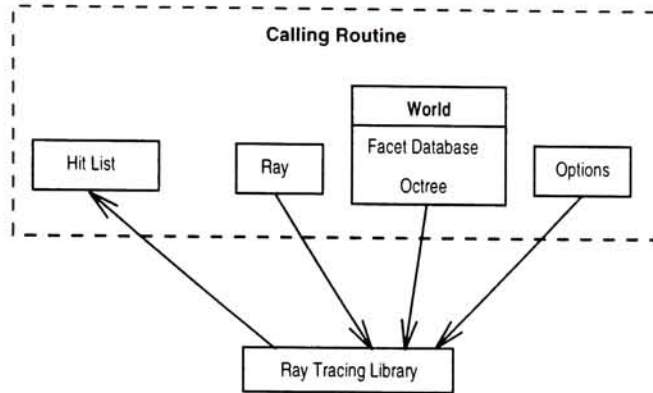 Calling Routine
World
Hit List
Ray
Facet Database
Octree
Options
Ray Tracing Library